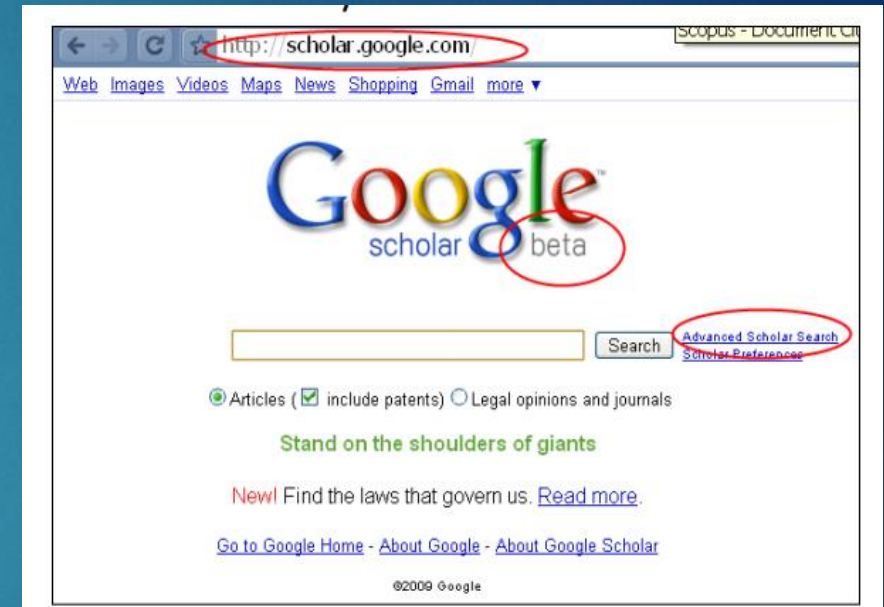 http://scholar.google.com/
Scopus - Document
Web Images Videos Maps News Shopping Gmail more ▼
Google™
scholar beta
Search
Advanced Scholar Search
Scholar Preferences
Articles ( include patents) Legal opinions and journals
Stand on the shoulders of giants
New! Find the laws that govern us. Read more.
Go to Google Home - About Google - About Google Scholar
©2009 Google